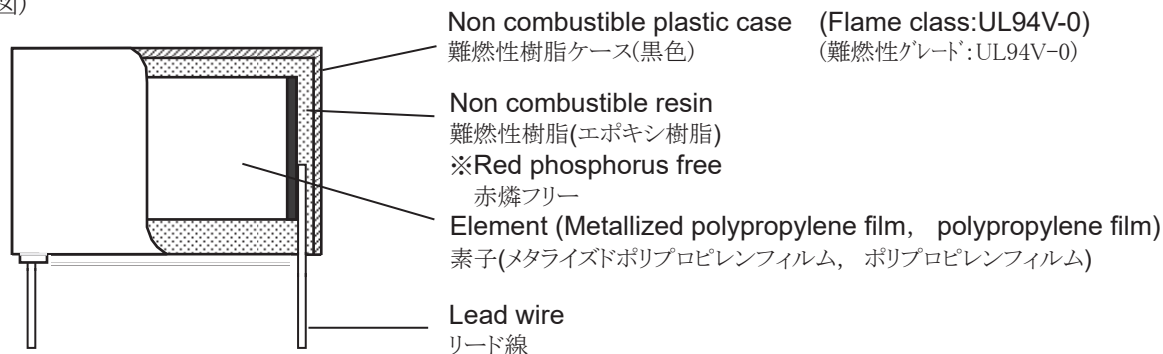 図)
Non combustible plastic case (Flame class:UL94V-0)
難燃性樹脂ケース(黒色) (難燃性ｸﾞﾚｰﾄﾞ:UL94V-0)
Non combustible resin
難燃性樹脂(エポキシ樹脂)
※Red phosphorus free
赤燐フリー
Element (Metallized polypropylene film, polypropylene film)
素子(メタライズドポリプロピレンフィルム, ポリプロピレンフィルム)
Lead wire
リード線